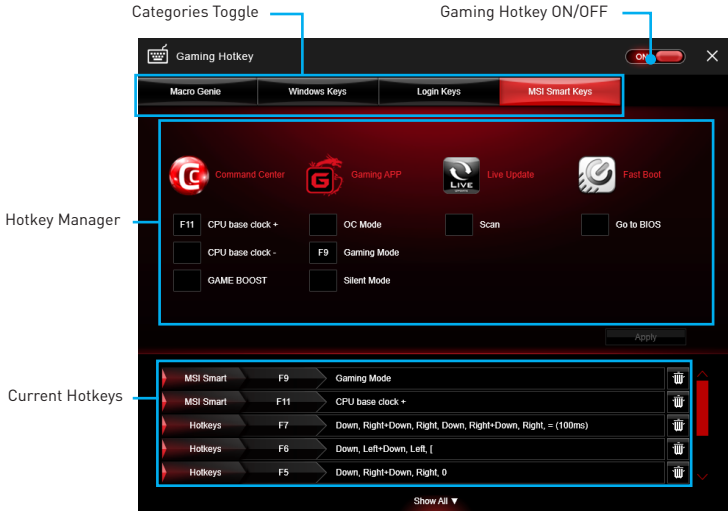 Categories Toggle
Gaming Hotkey ON/OFF
Gaming Hotkey
ON
Macro Genie
Windows Keys
Login Keys
MSI Smart Keys
Hotkey Manager
Command Center
Gaming APP
LIVE
UPDATE
Live Update
Fast Boot
F11 CPU base clock +
OC Mode
Scan
Go to BIOS
CPU base clock -
F9 Gaming Mode
GAME BOOST
Silent Mode
Apply
Current Hotkeys
MSI Smart F9 Gaming Mode
MSI Smart F11 CPU base clock +
Hotkeys F7 Down, Right+Down, Right, Down, Right+Down, Right, = (100ms)
Hotkeys F6 Down, Left+Down, Left, [
Hotkeys F5 Down, Right+Down, Right, 0
Show All ▼